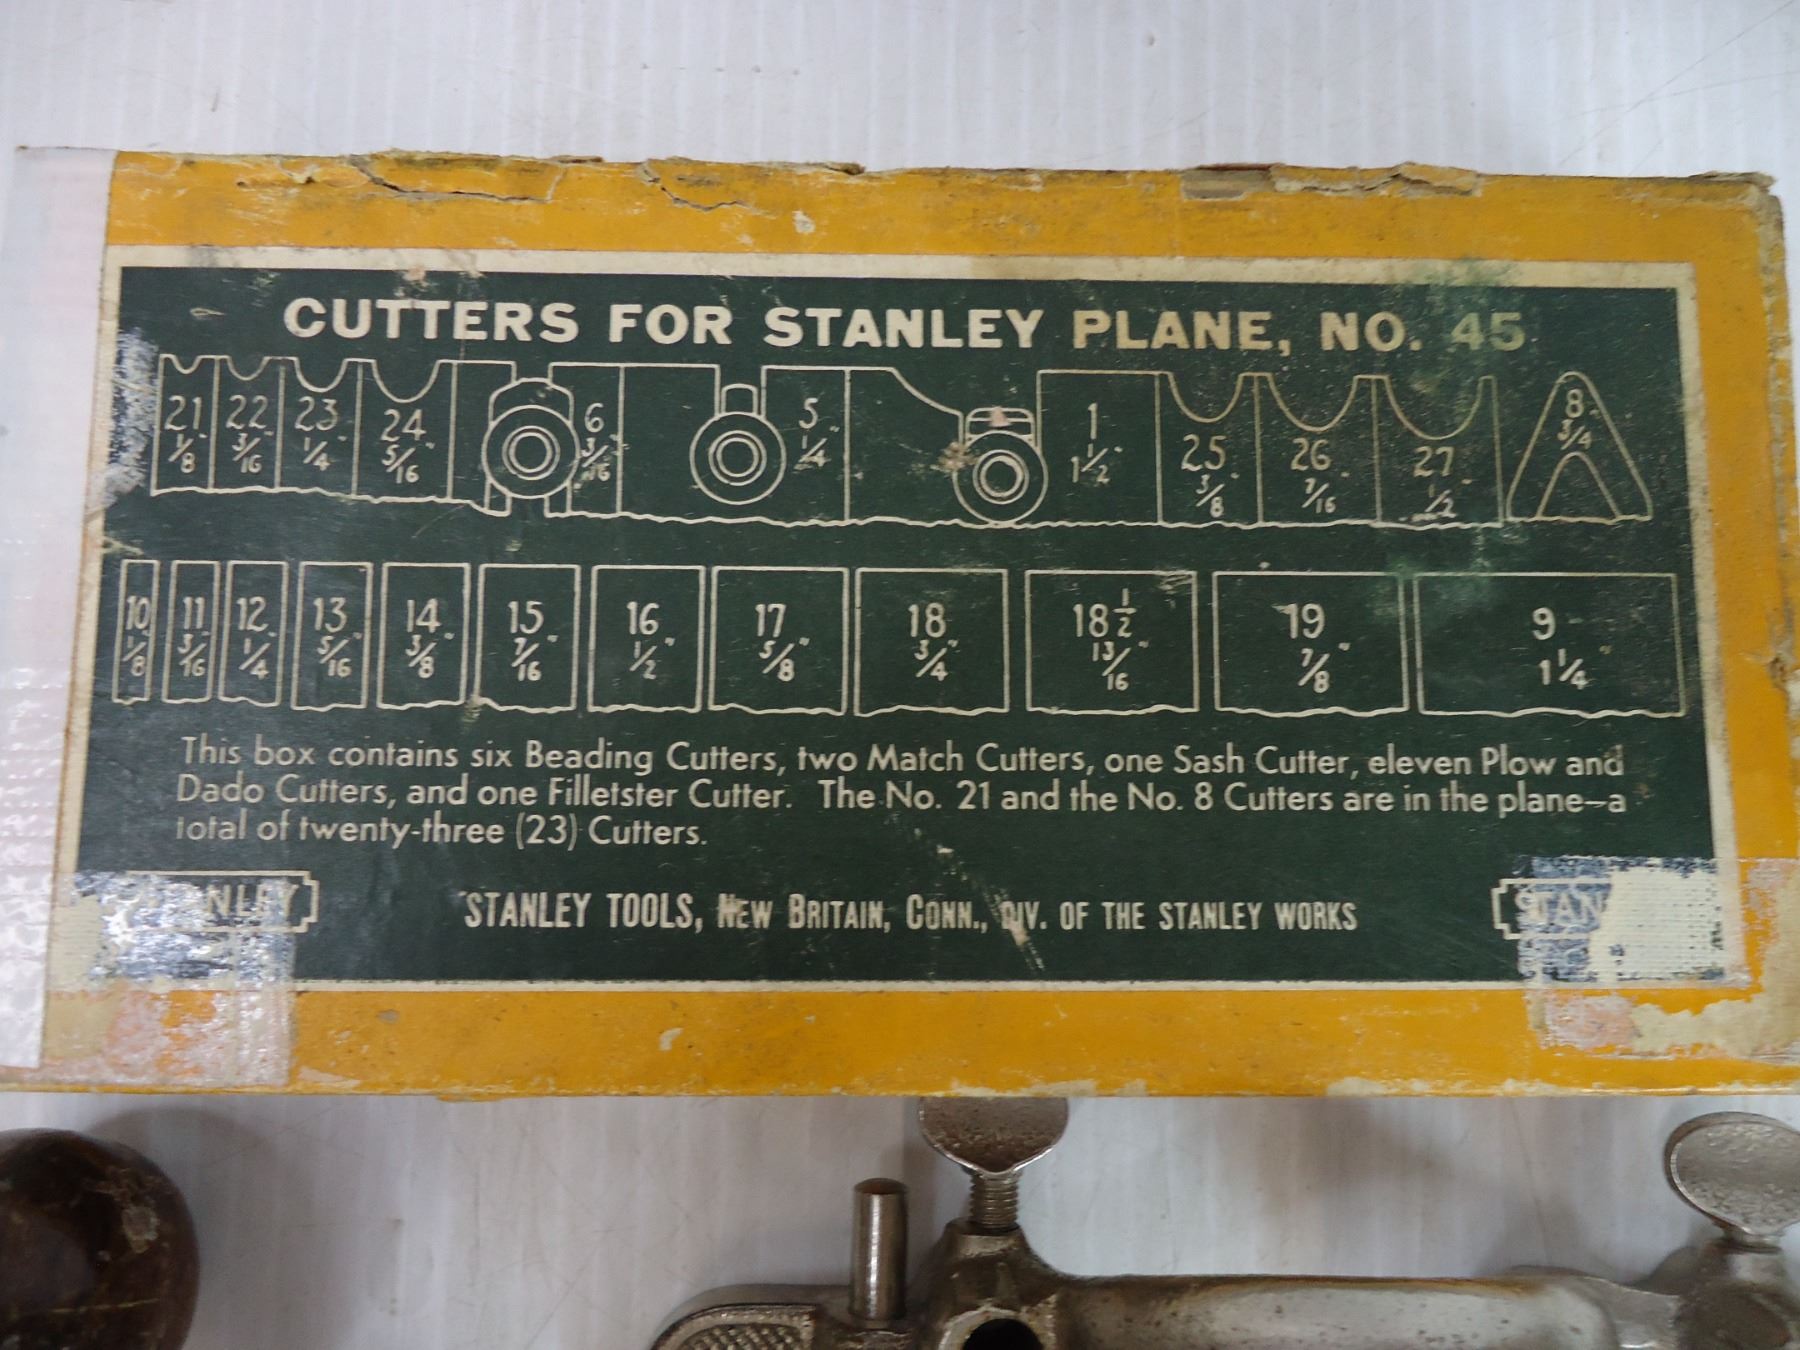 CUTTERS FOR STANLEY PLANE, NO. 45
21 22 23 24 6 5 1 25 26 27 8
1/8" 3/16" 1/4" 5/16" 3/16" 1/4" 1 1/2" 3/8" 7/16" 1/2" 3/4"
10 11 12 13 14 15 16 17 18 18 1/2 19 9
1/8" 3/16" 1/4" 5/16" 3/8" 7/16" 1/2" 5/8" 3/4" 13/16" 7/8" 1 1/4"
This box contains six Beading Cutters, two Match Cutters, one Sash Cutter, eleven Plow and
Dado Cutters, and one Filletster Cutter. The No. 21 and the No. 8 Cutters are in the plane—a
total of twenty-three (23) Cutters.
STANLEY TOOLS, NEW BRITAIN, CONN., DIV. OF THE STANLEY WORKS